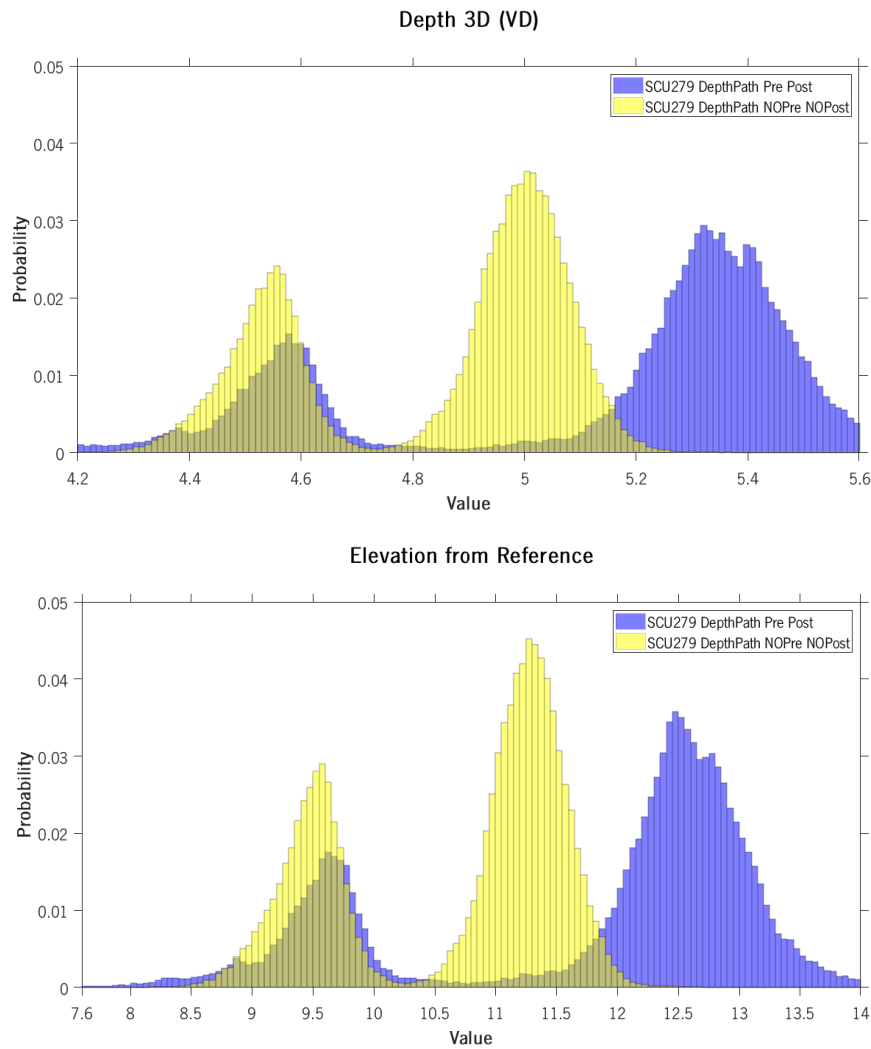 Depth 3D (VD)
0.05
SCU279 DepthPath Pre Post
SCU279 DepthPath NOPre NOPost
0.04
0.03
Probability
0.02
0.01
0
4.2 4.4 4.6 4.8 5 5.2 5.4 5.6
Value
Elevation from Reference
0.05
SCU279 DepthPath Pre Post
SCU279 DepthPath NOPre NOPost
0.04
0.03
Probability
0.02
0.01
0
7.6 8 8.5 9 9.5 10 10.5 11 11.5 12 12.5 13 13.5 14
Value